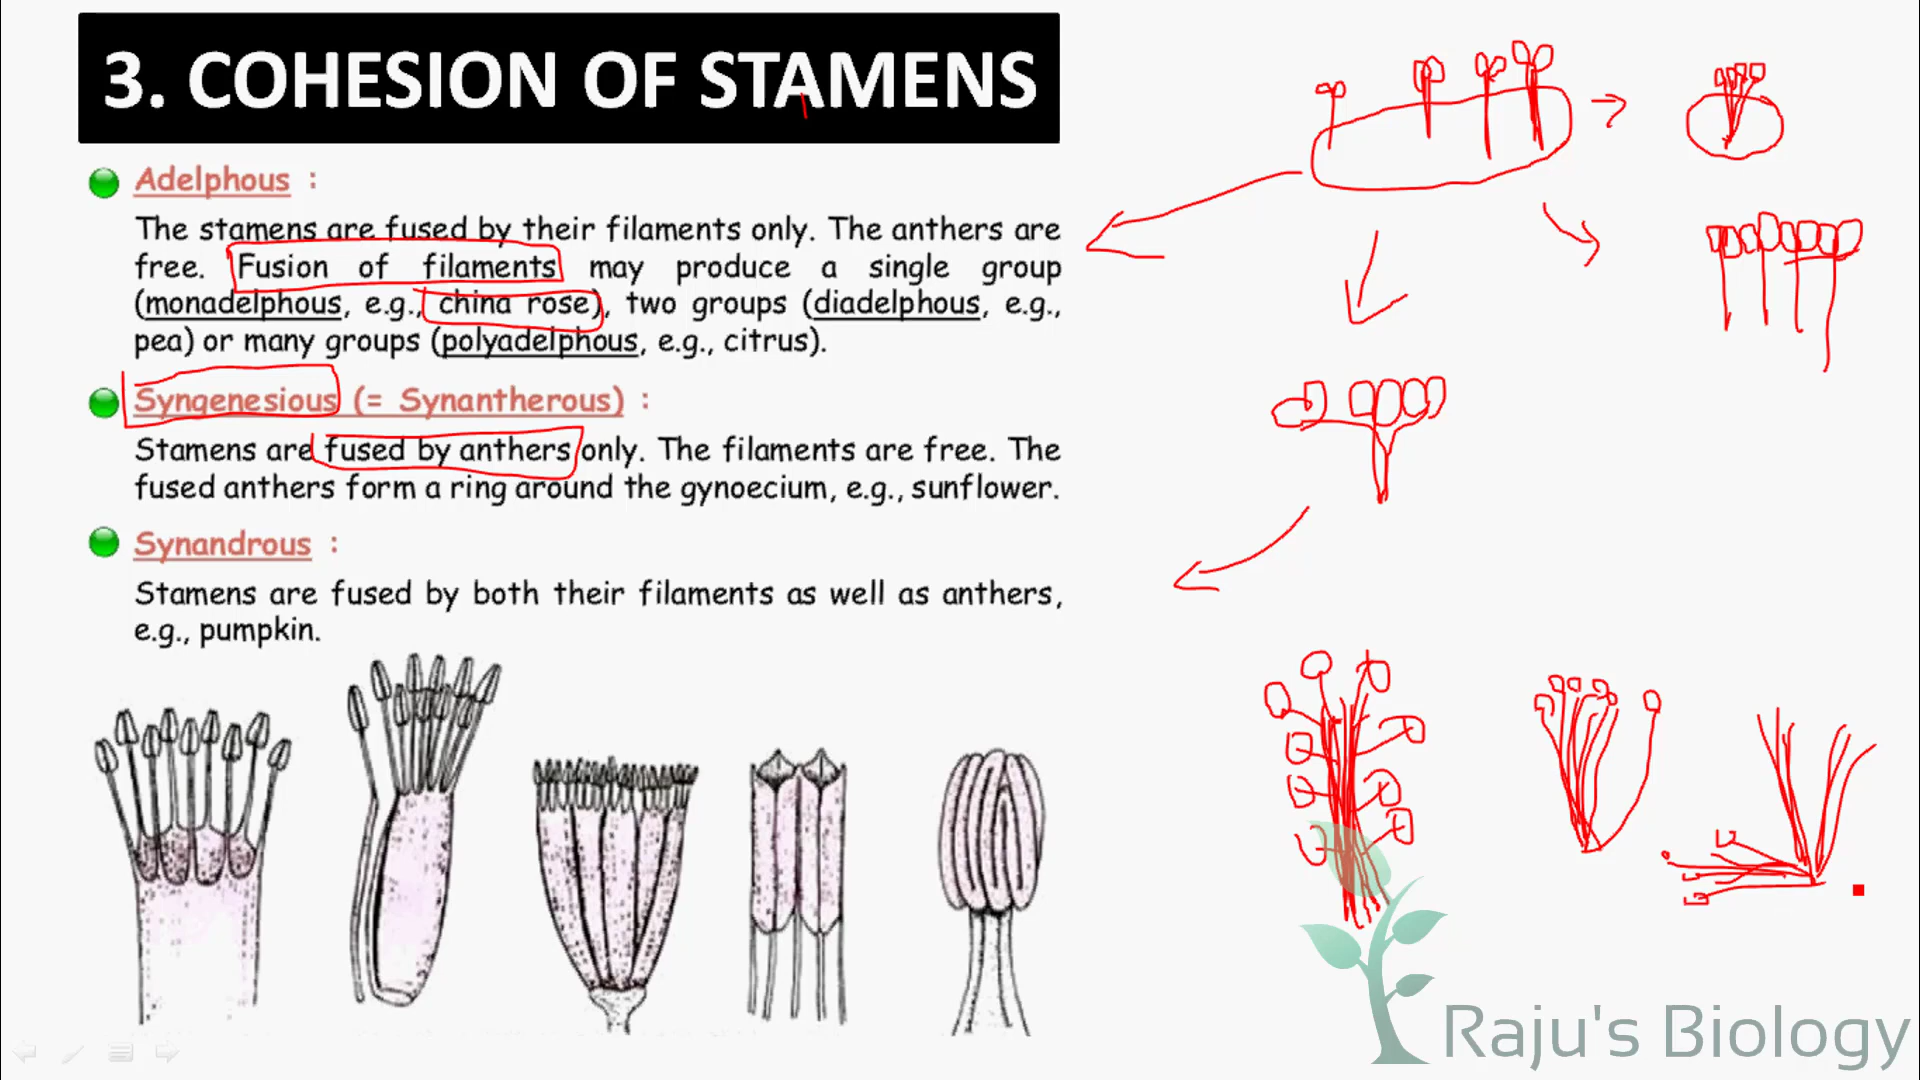 3. COHESION OF STAMENS
Adelphous :
The stamens are fused by their filaments only. The anthers are
free. Fusion of filaments may produce a single group
(monadelphous, e.g., china rose), two groups (diadelphous, e.g.,
pea) or many groups (polyadelphous, e.g., citrus).
Syngenesious (= Synantherous) :
Stamens are fused by anthers only. The filaments are free. The
fused anthers form a ring around the gynoecium, e.g., sunflower.
Synandrous :
Stamens are fused by both their filaments as well as anthers,
e.g., pumpkin.
Raju's Biology